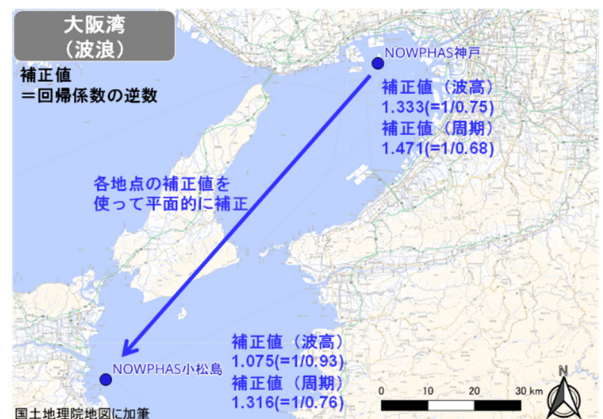 大阪湾
（波浪）
補正値
＝回帰係数の逆数
NOWPHAS神戸
補正値（波高）
1.333(=1/0.75)
補正値（周期）
1.471(=1/0.68)
各地点の補正値を
使って平面的に補正
補正値（波高）
1.075(=1/0.93)
補正値（周期）
1.316(=1/0.76)
NOWPHAS小松島
N
0 10 20 30 km
国土地理院地図に加筆